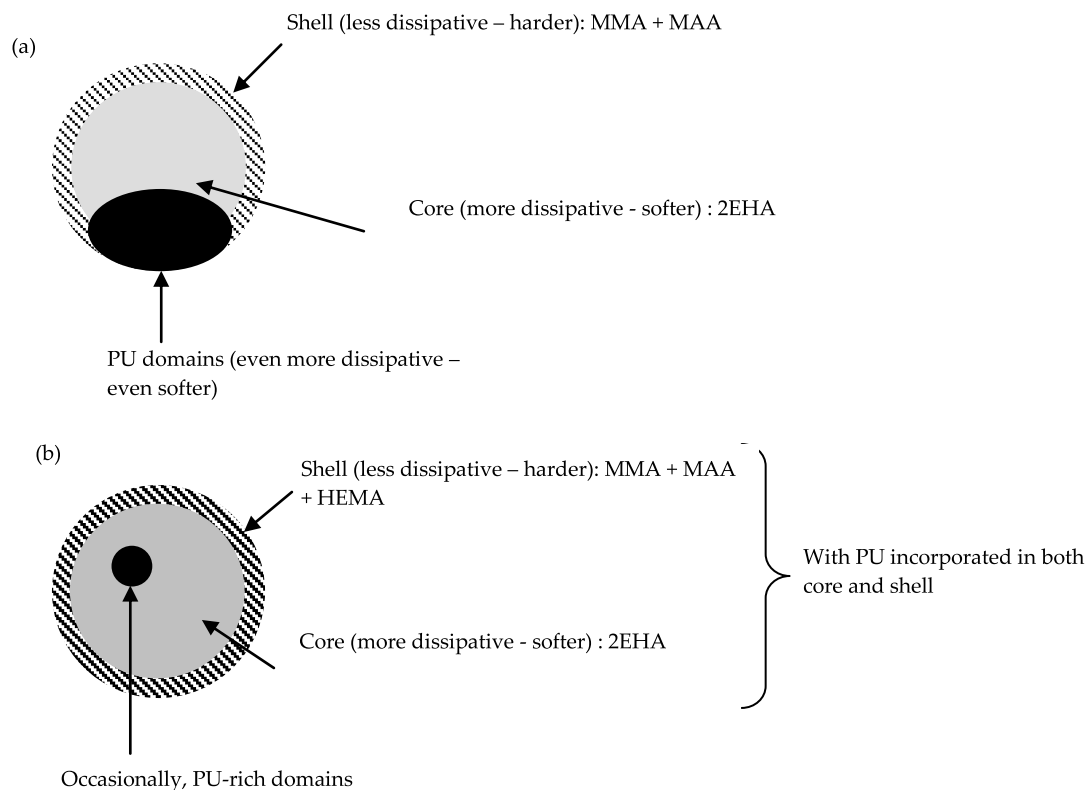 Shell (less dissipative – harder): MMA + MAA
(a)
Core (more dissipative - softer) : 2EHA
PU domains (even more dissipative –
even softer)
(b)
Shell (less dissipative – harder): MMA + MAA
+ HEMA
With PU incorporated in both
core and shell
Core (more dissipative - softer) : 2EHA
Occasionally, PU-rich domains